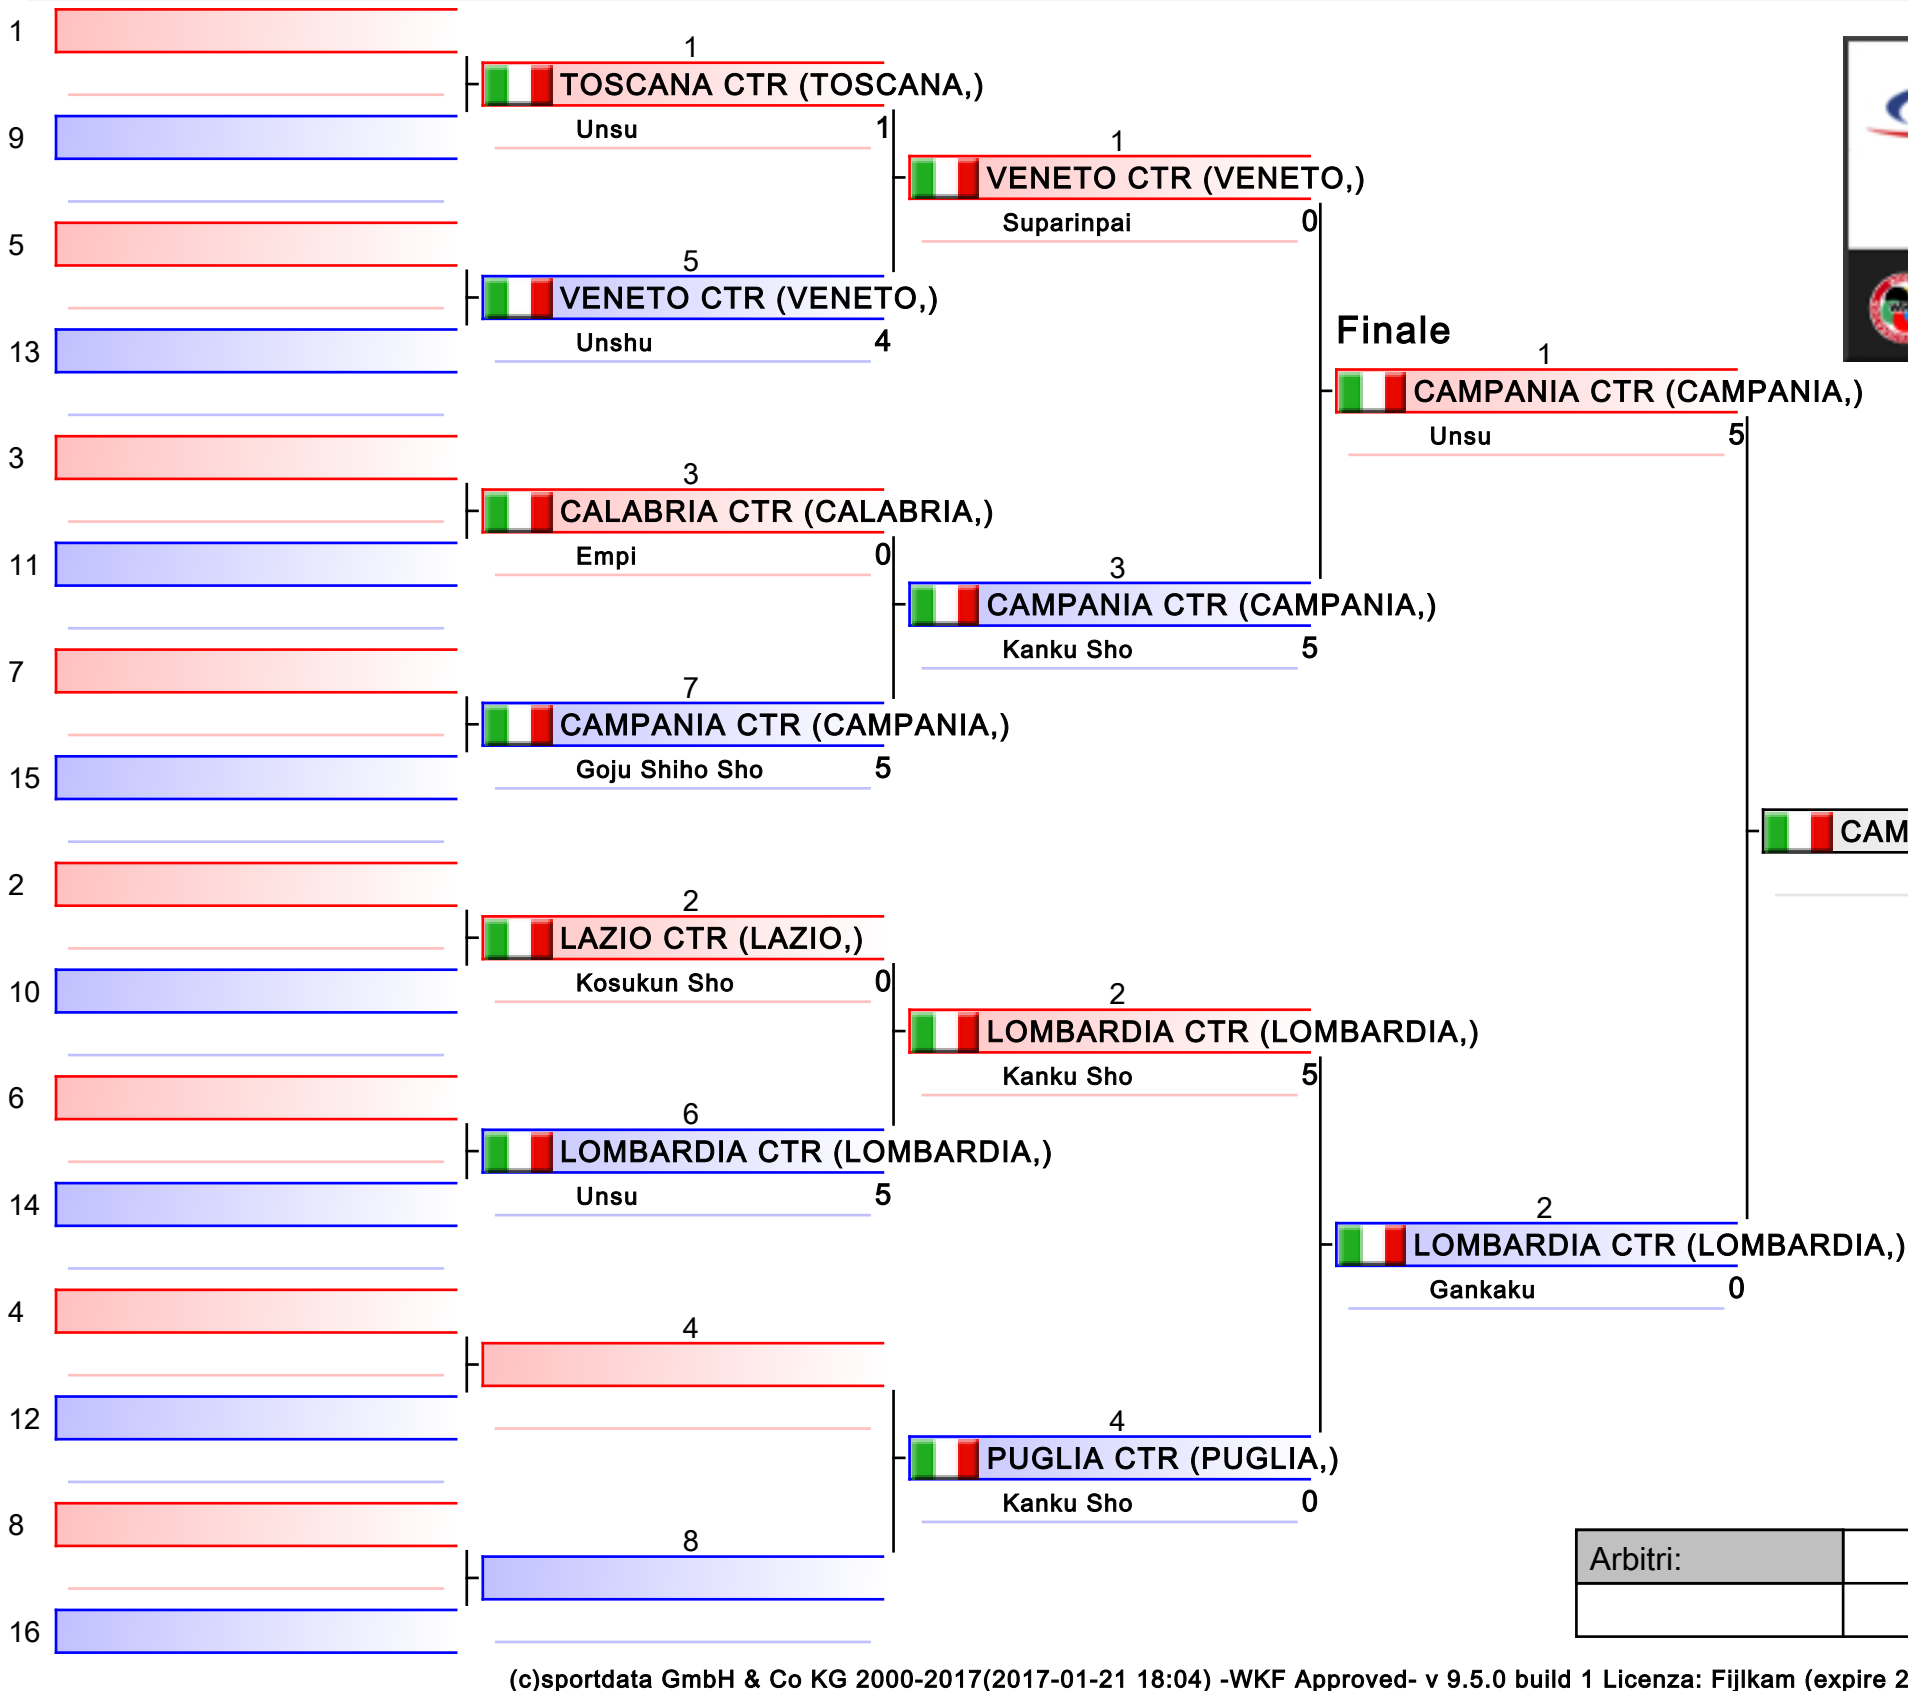 1
9
5
13
3
11
7
15
2
10
6
14
4
12
8
16
1
TOSCANA CTR (TOSCANA,)
Unsu 1
5
VENETO CTR (VENETO,)
Unshu 4
3
CALABRIA CTR (CALABRIA,)
Empi 0
7
CAMPANIA CTR (CAMPANIA,)
Goju Shiho Sho 5
2
LAZIO CTR (LAZIO,)
Kosukun Sho 0
6
LOMBARDIA CTR (LOMBARDIA,)
Unsu 5
4
8
1
VENETO CTR (VENETO,)
Suparinpai 0
3
CAMPANIA CTR (CAMPANIA,)
Kanku Sho 5
2
LOMBARDIA CTR (LOMBARDIA,)
Kanku Sho 5
4
PUGLIA CTR (PUGLIA,)
Kanku Sho 0
Finale
1
CAMPANIA CTR (CAMPANIA,)
Unsu 5
2
LOMBARDIA CTR (LOMBARDIA,)
Gankaku 0
CAM
Arbitri:
(c)sportdata GmbH & Co KG 2000-2017(2017-01-21 18:04) -WKF Approved- v 9.5.0 build 1 Licenza: Fijlkam (expire 2